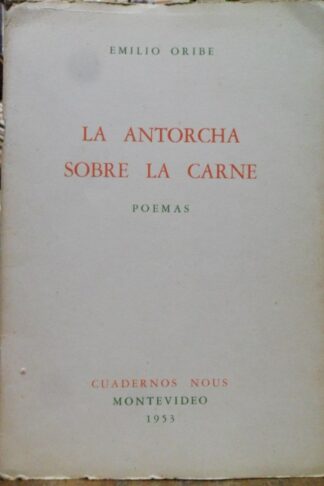 EMILIO ORIBE
LA ANTORCHA
SOBRE LA CARNE
POEMAS
CUADERNOS NOUS
MONTEVIDEO
1953